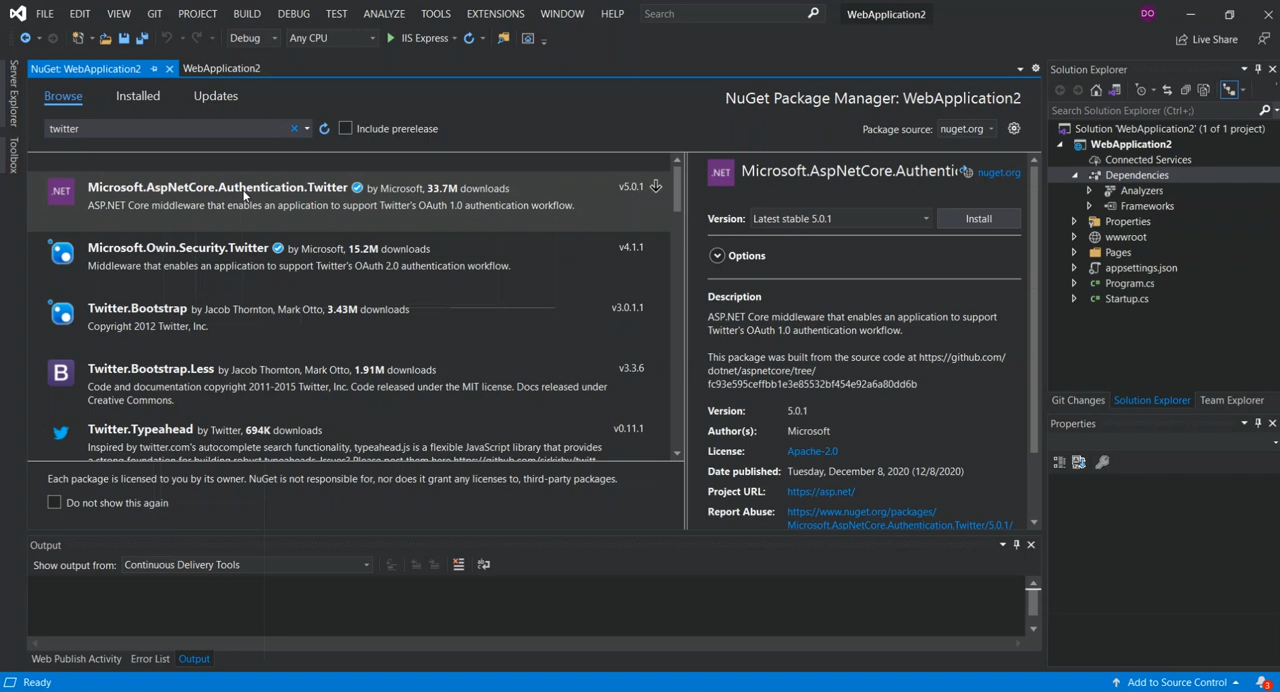 FILE EDIT VIEW GIT PROJECT BUILD DEBUG TEST ANALYZE TOOLS EXTENSIONS WINDOW HELP Search WebApplication2 DO
Debug Any CPU IIS Express Live Share
Server Explorer
Toolbox
NuGet: WebApplication2 WebApplication2
Browse Installed Updates
NuGet Package Manager: WebApplication2
twitter Include prerelease
Package source: nuget.org
.NET
Microsoft.AspNetCore.Authentication.Twitter by Microsoft, 33.7M downloads v5.0.1
ASP.NET Core middleware that enables an application to support Twitter's OAuth 1.0 authentication workflow.
Microsoft.Owin.Security.Twitter by Microsoft, 15.2M downloads v4.1.1
Middleware that enables an application to support Twitter's OAuth 2.0 authentication workflow.
Twitter.Bootstrap by Jacob Thornton, Mark Otto, 3.43M downloads v3.0.1.1
Copyright 2012 Twitter, Inc.
B
Twitter.Bootstrap.Less by Jacob Thornton, Mark Otto, 1.91M downloads v3.3.6
Code and documentation copyright 2011-2015 Twitter, Inc. Code released under the MIT license. Docs released under
Creative Commons.
Twitter.Typeahead by Twitter, 694K downloads v0.11.1
Inspired by twitter.com's autocomplete search functionality, typeahead.js is a flexible JavaScript library that provides
Each package is licensed to you by its owner. NuGet is not responsible for, nor does it grant any licenses to, third-party packages.
Do not show this again
.NET Microsoft.AspNetCore.Authentic nuget.org
Version: Latest stable 5.0.1 Install
Options
Description
ASP.NET Core middleware that enables an application to support
Twitter's OAuth 1.0 authentication workflow.
This package was built from the source code at https://github.com/
dotnet/aspnetcore/tree/
fc93e595ceffbb1e3e85532bf454e92a6a80dd6b
Version: 5.0.1
Author(s): Microsoft
License: Apache-2.0
Date published: Tuesday, December 8, 2020 (12/8/2020)
Project URL: https://asp.net/
Report Abuse: https://www.nuget.org/packages/
Microsoft.AspNetCore.Authentication.Twitter/5.0.1/
Solution Explorer
Search Solution Explorer (Ctrl+;)
Solution 'WebApplication2' (1 of 1 project)
WebApplication2
Connected Services
Dependencies
Analyzers
Frameworks
Properties
wwwroot
Pages
appsettings.json
C# Program.cs
C# Startup.cs
Git Changes Solution Explorer Team Explorer
Properties
Output
Show output from: Continuous Delivery Tools
Web Publish Activity Error List Output
Ready Add to Source Control 3